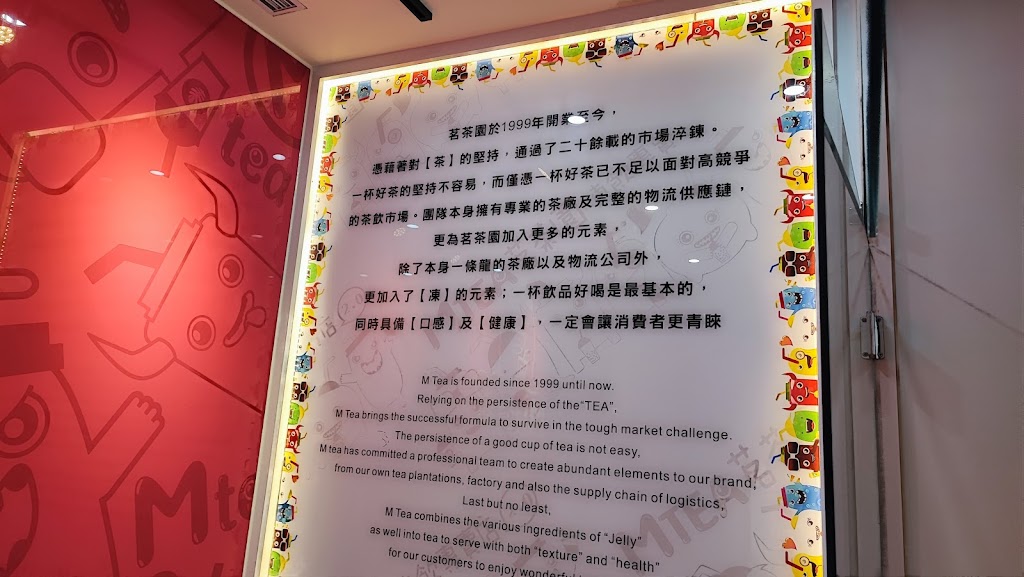 茗茶園於1999年開業至今，
憑藉著對【茶】的堅持，通過了二十餘載的市場淬鍊。
一杯好茶的堅持不容易，而僅憑一杯好茶已不足以面對高競爭
的茶飲市場。團隊本身擁有專業的茶廠及完整的物流供應鏈，
更為茗茶園加入更多的元素，
除了本身一條龍的茶廠以及物流公司外，
更加入了【凍】的元素；一杯飲品好喝是最基本的，
同時具備【口感】及【健康】，一定會讓消費者更青睞
M Tea is founded since 1999 until now.
Relying on the persistence of the“TEA”,
M Tea brings the successful formula to survive in the tough market challenge.
The persistence of a good cup of tea is not easy,
M tea has committed a professional team to create abundant elements to our brand,
from our own tea plantations, factory and also the supply chain of logistics,
Last but no least,
M Tea combines the various ingredients of “Jelly”
as well into tea to serve with both “texture” and “health”
for our customers to enjoy wonderful
tea
Mte
MTEA